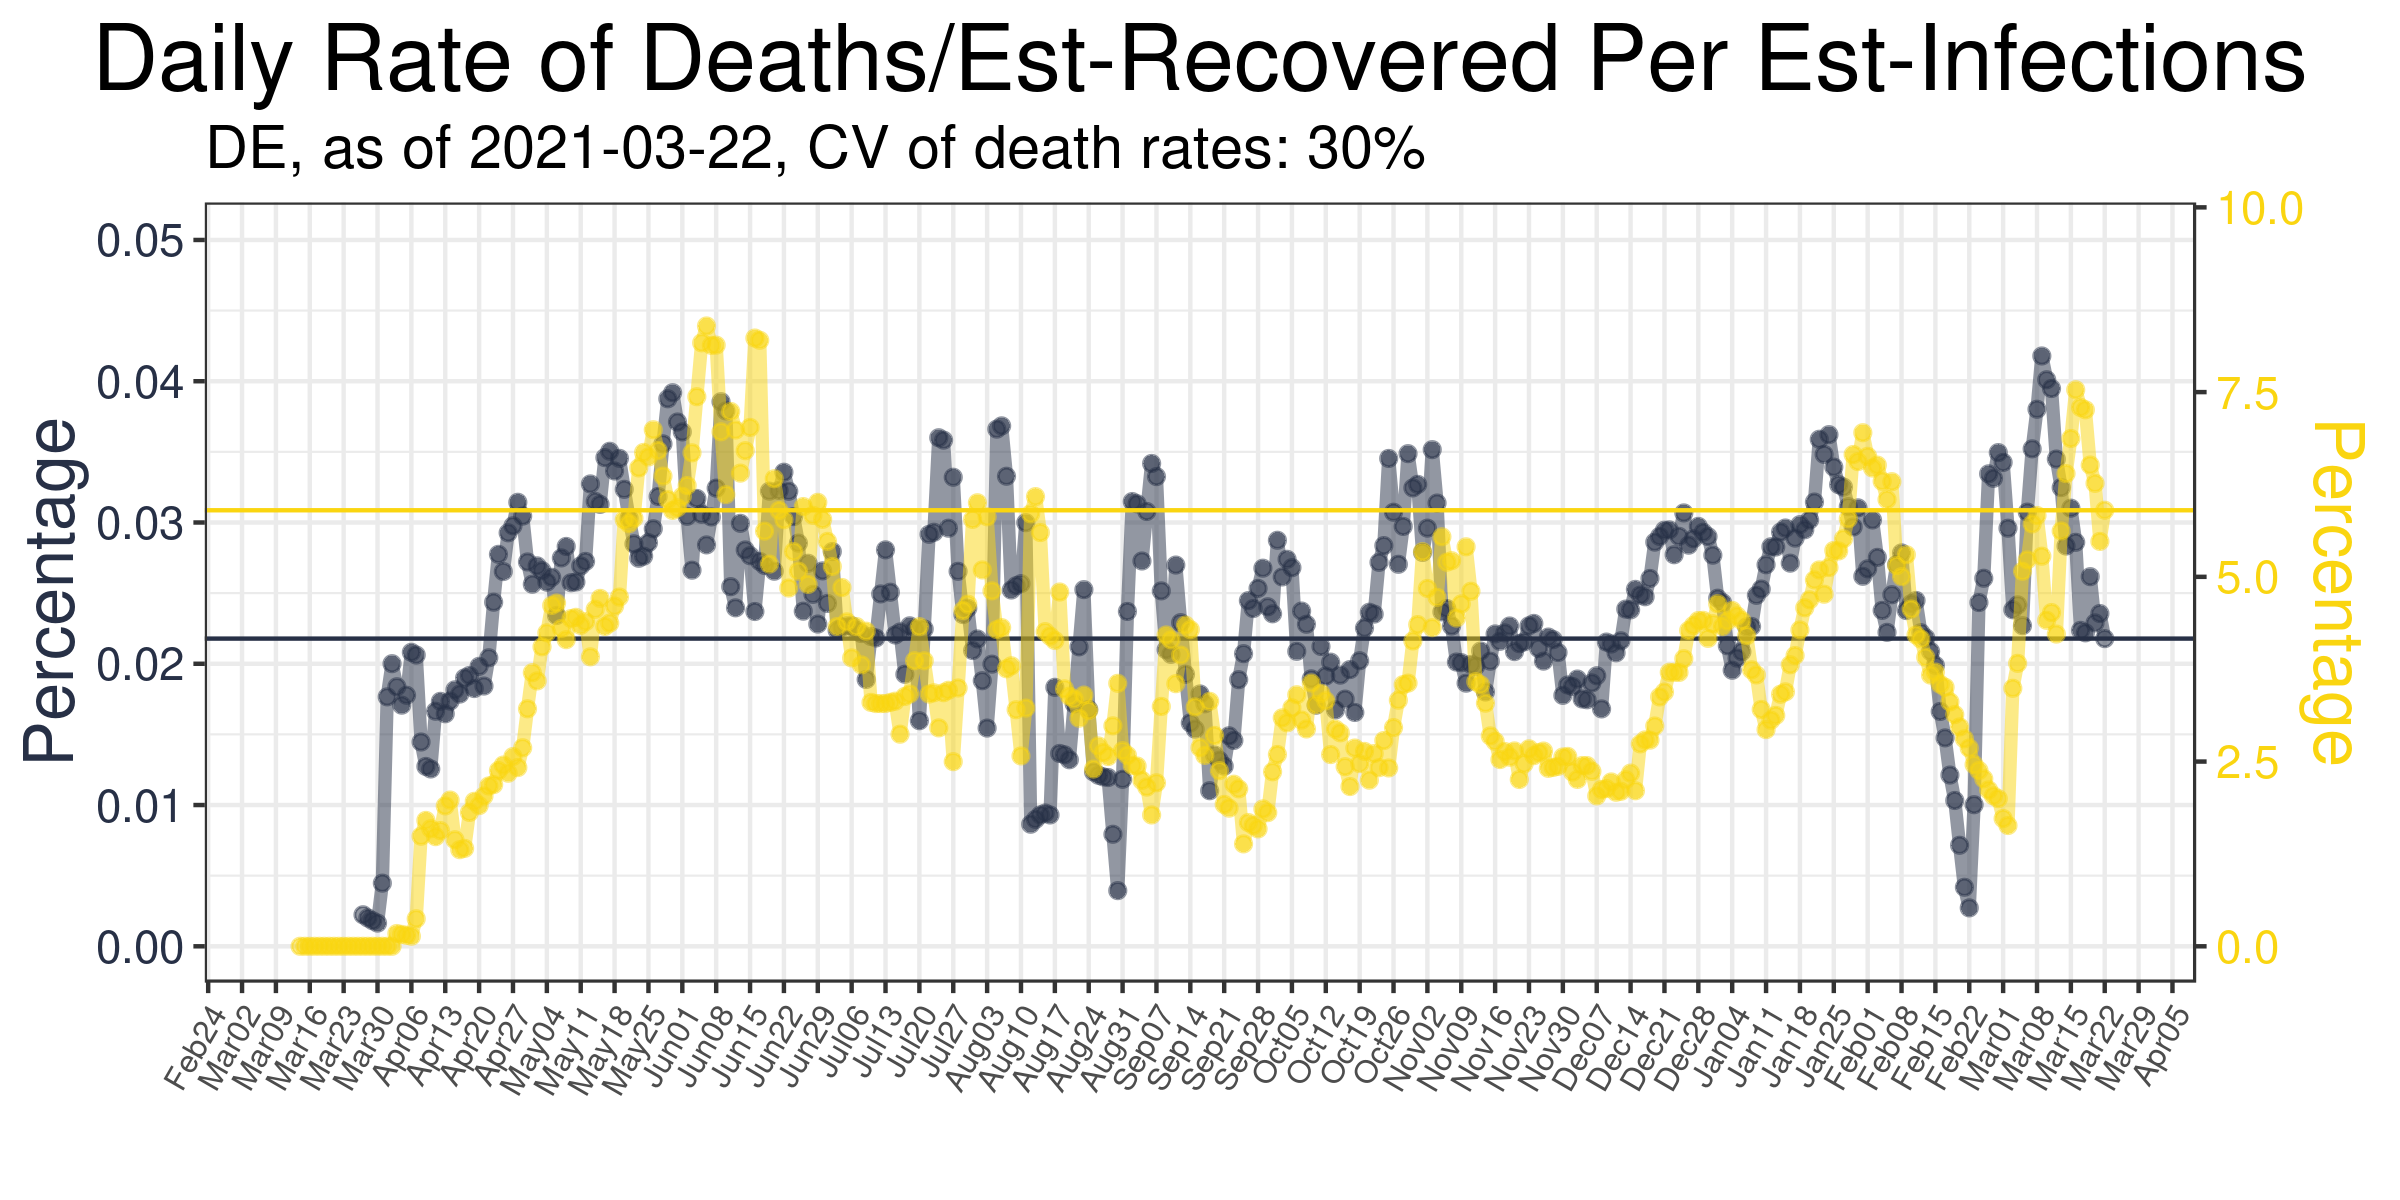 Daily Rate of Deaths/Est-Recovered Per Est-Infections
DE, as of 2021-03-22, CV of death rates: 30%
Percentage
0.05
0.04
0.03
0.02
0.01
0.00
10.0
7.5
5.0
2.5
0.0
Percentage
Feb24
Mar02
Mar09
Mar16
Mar23
Mar30
Apr06
Apr13
Apr20
Apr27
May04
May11
May18
May25
Jun01
Jun08
Jun15
Jun22
Jun29
Jul06
Jul13
Jul20
Jul27
Aug03
Aug10
Aug17
Aug24
Aug31
Sep07
Sep14
Sep21
Sep28
Oct05
Oct12
Oct19
Oct26
Nov02
Nov09
Nov16
Nov23
Nov30
Dec07
Dec14
Dec21
Dec28
Jan04
Jan11
Jan18
Jan25
Feb01
Feb08
Feb15
Feb22
Mar01
Mar08
Mar15
Mar22
Mar29
Apr05